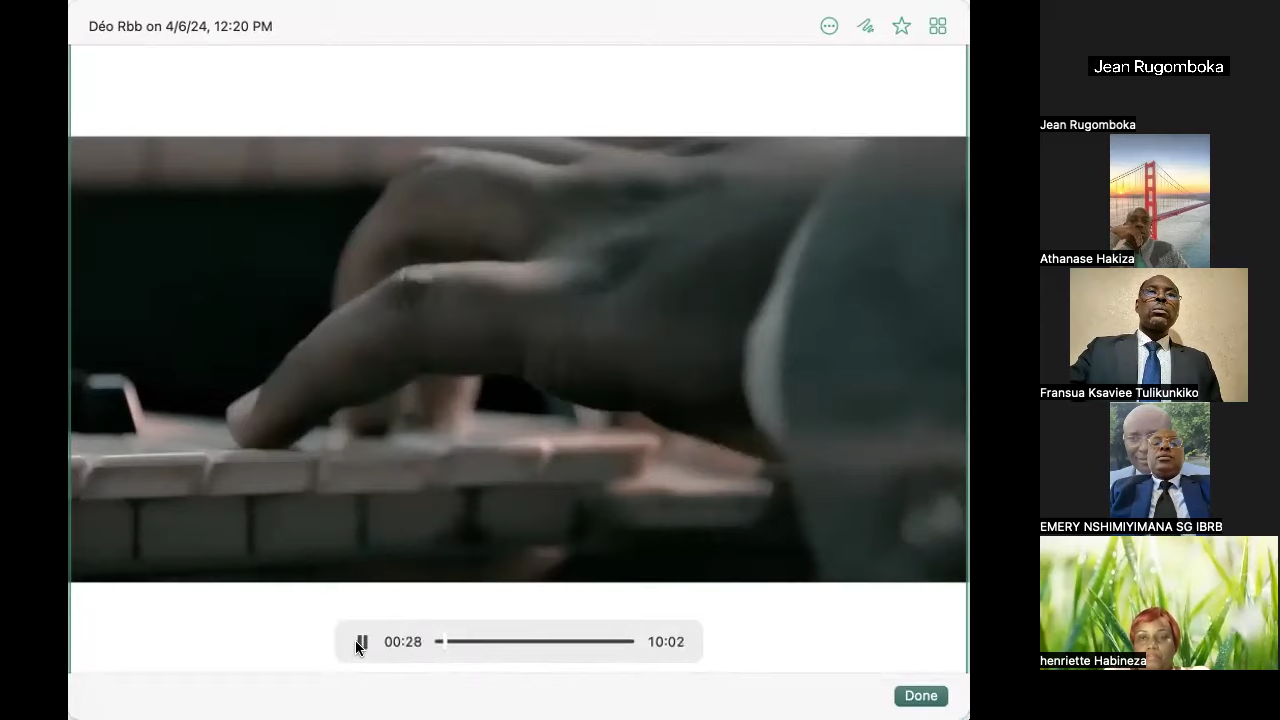 Déo Rbb on 4/6/24, 12:20 PM
00:28
10:02
Done
Jean Rugomboka
Jean Rugomboka
Athanase Hakiza
Fransua Ksaviee Tulikunkiko
EMERY NSHIMIYIMANA SG IBRB
henriette Habineza